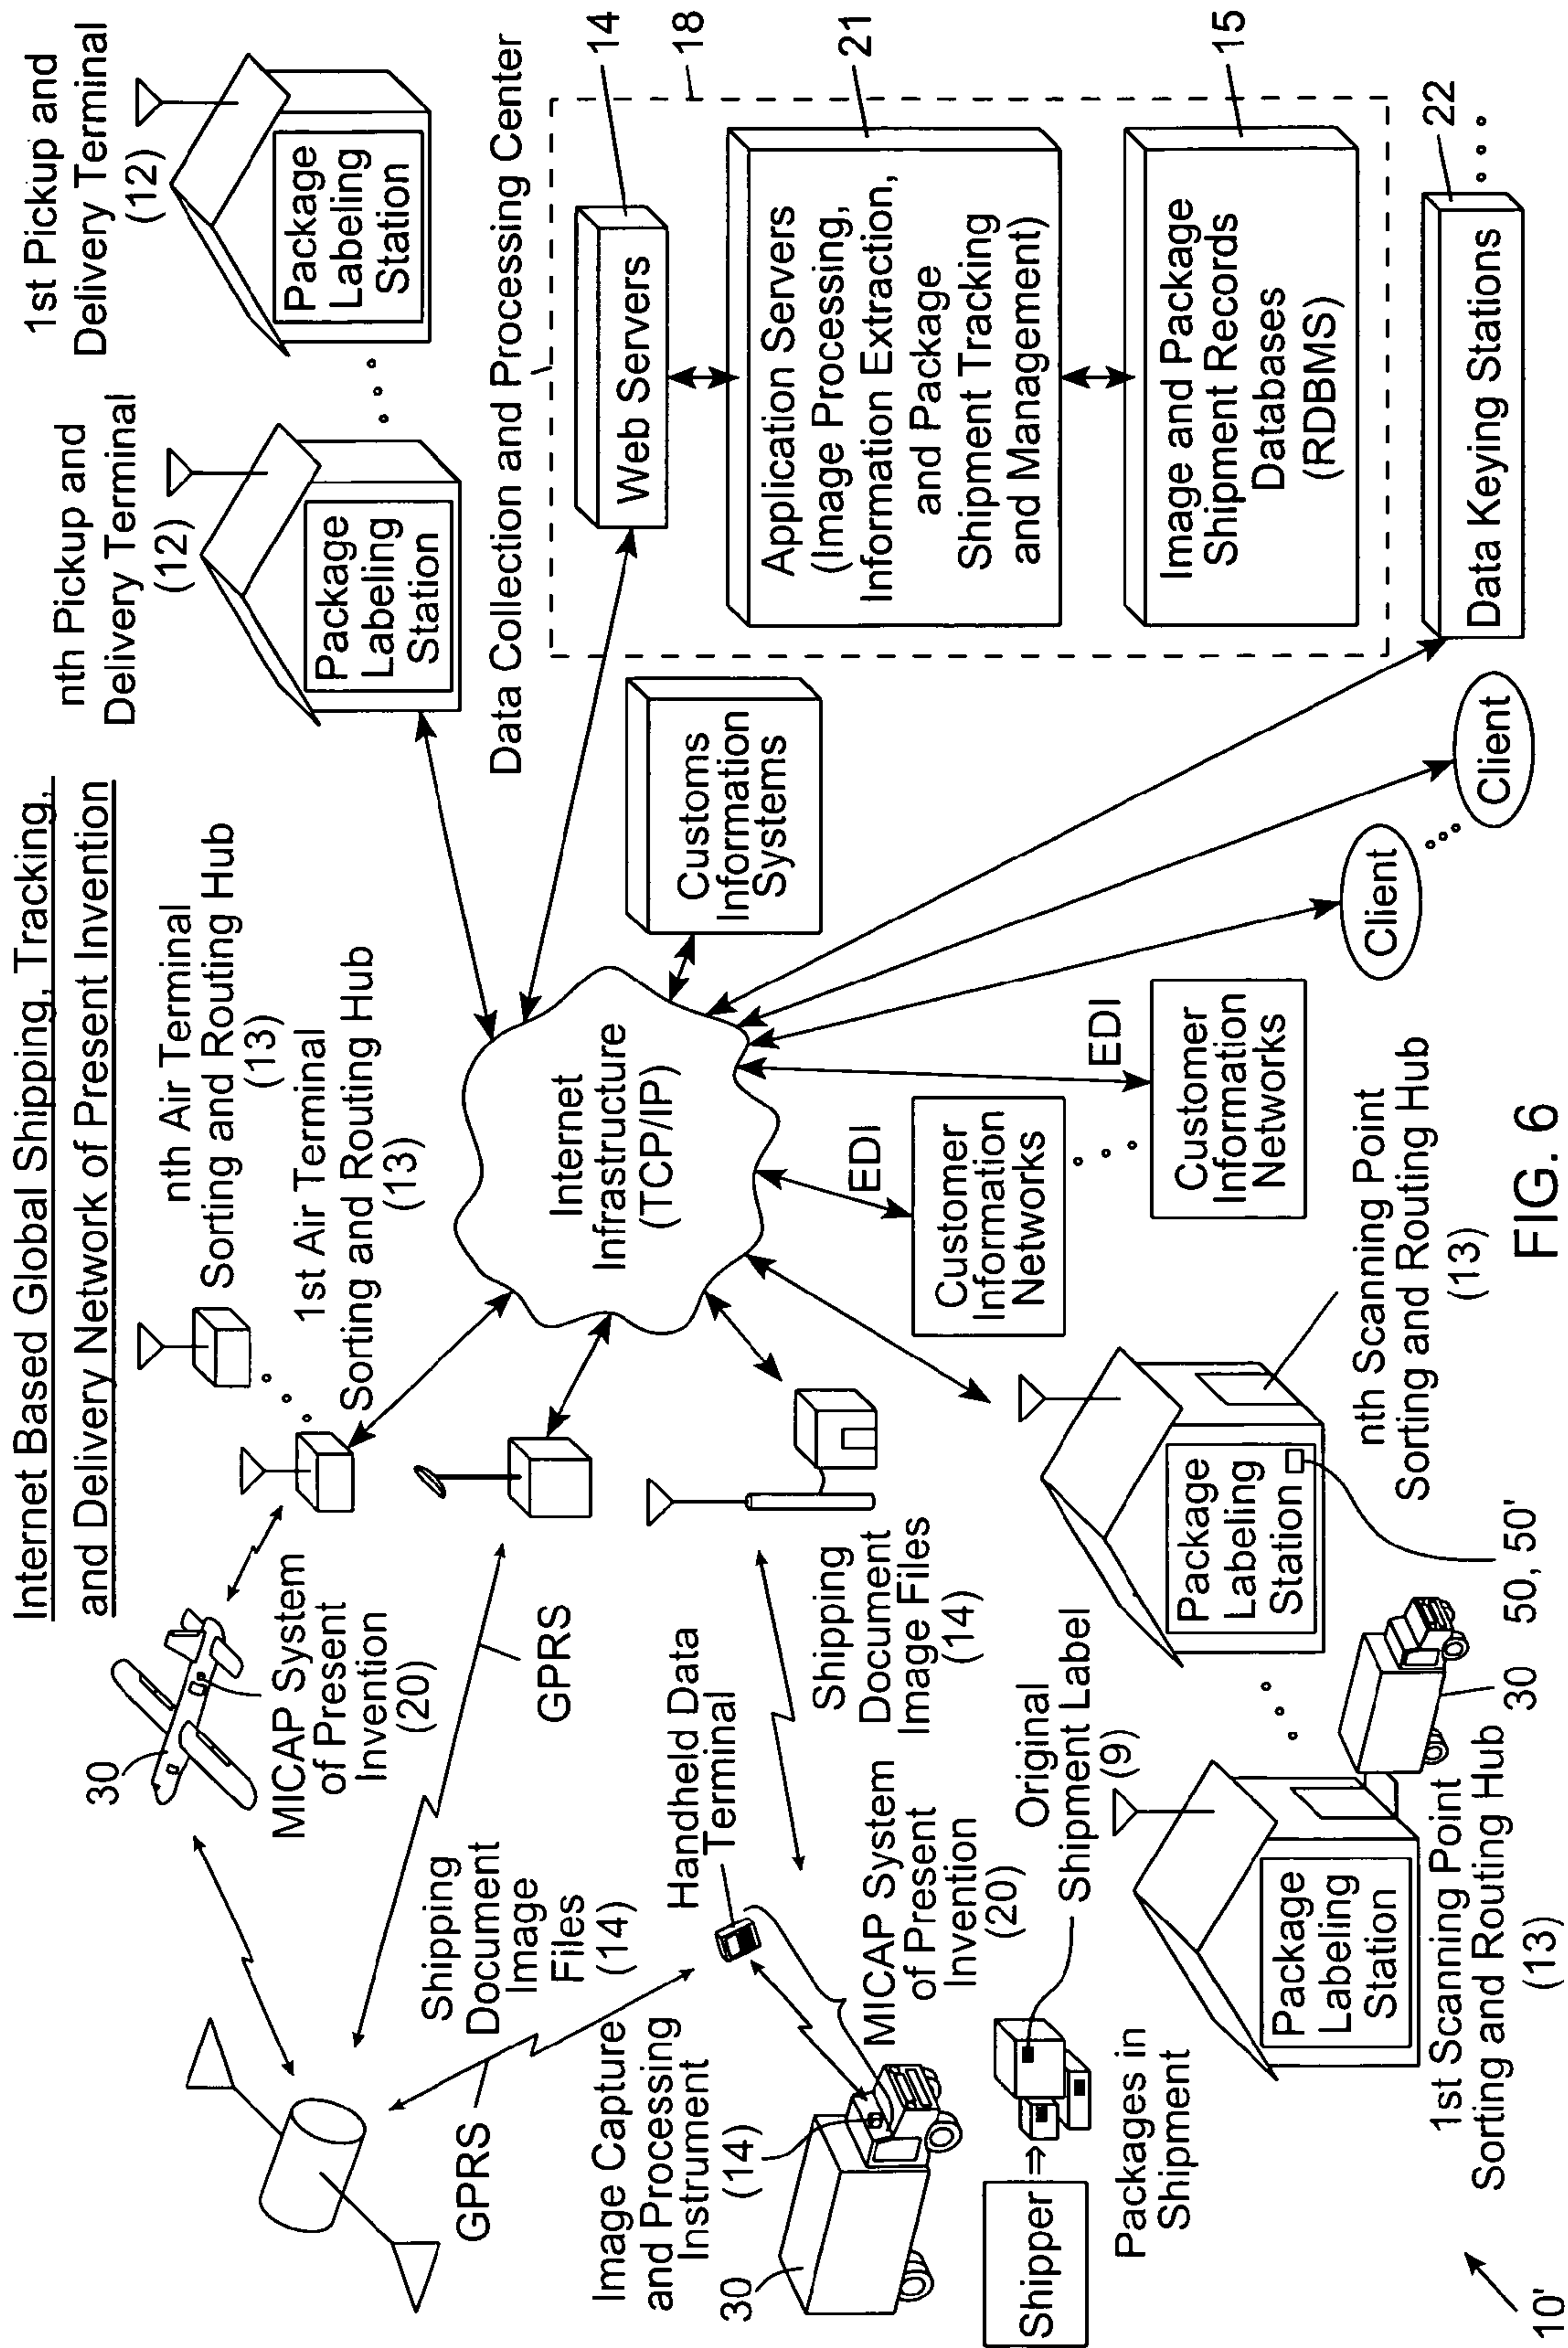 Internet Based Global Shipping, Tracking,
and Delivery Network of Present Invention
1st Pickup and
Delivery Terminal
(12)
Package
Labeling
Station
nth Pickup and
Delivery Terminal
(12)
Package
Labeling
Station
nth Air Terminal
Sorting and Routing Hub
(13)
1st Air Terminal
Sorting and Routing Hub
(13)
30
MICAP System
of Present
Invention
(20)
GPRS
Shipping
Document
Image
Files
(14)
GPRS
Internet
Infrastructure
(TCP/IP)
Data Collection and Processing Center
14
Web Servers
18
Application Servers
(Image Processing,
Information Extraction,
and Package
Shipment Tracking
and Management)
21
Image and Package
Shipment Records
Databases
(RDBMS)
15
22
Data Keying Stations
Customs
Information
Systems
Client
Client
EDI
Customer
Information
Networks
EDI
Customer
Information
Networks
Handheld Data
Terminal
Shipping
Document
Image Files
(14)
Image Capture
and Processing
Instrument
(14)
30
MICAP System
of Present
Invention
(20)
Original
Shipment Label
(9)
Shipper
⇒
Packages in
Shipment
Package
Labeling
Station
1st Scanning Point
Sorting and Routing Hub
(13)
30
Package
Labeling
Station
50, 50'
nth Scanning Point
Sorting and Routing Hub
(13)
10'
FIG. 6